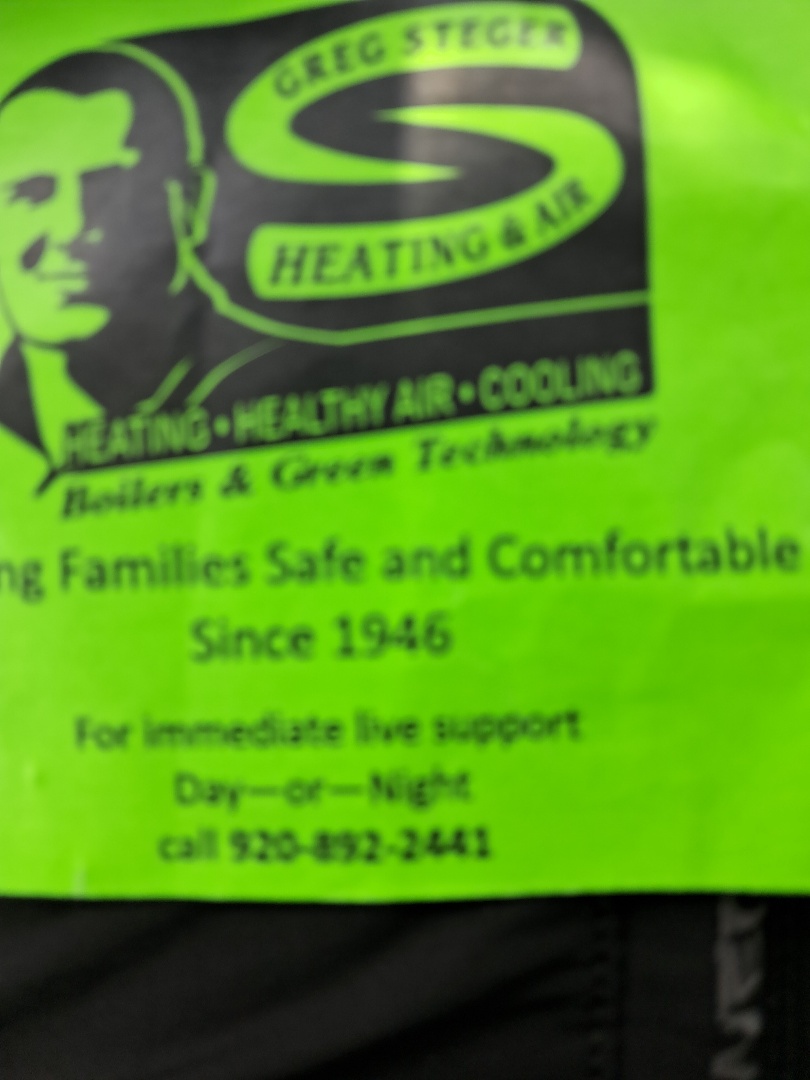 GREG STEGER
HEATING & AIR
HEATING • HEALTHY AIR • COOLING
Boilers & Green Technology
ng Families Safe and Comfortable
Since 1946
For immediate live support
Day—or—Night
call 920-892-2441